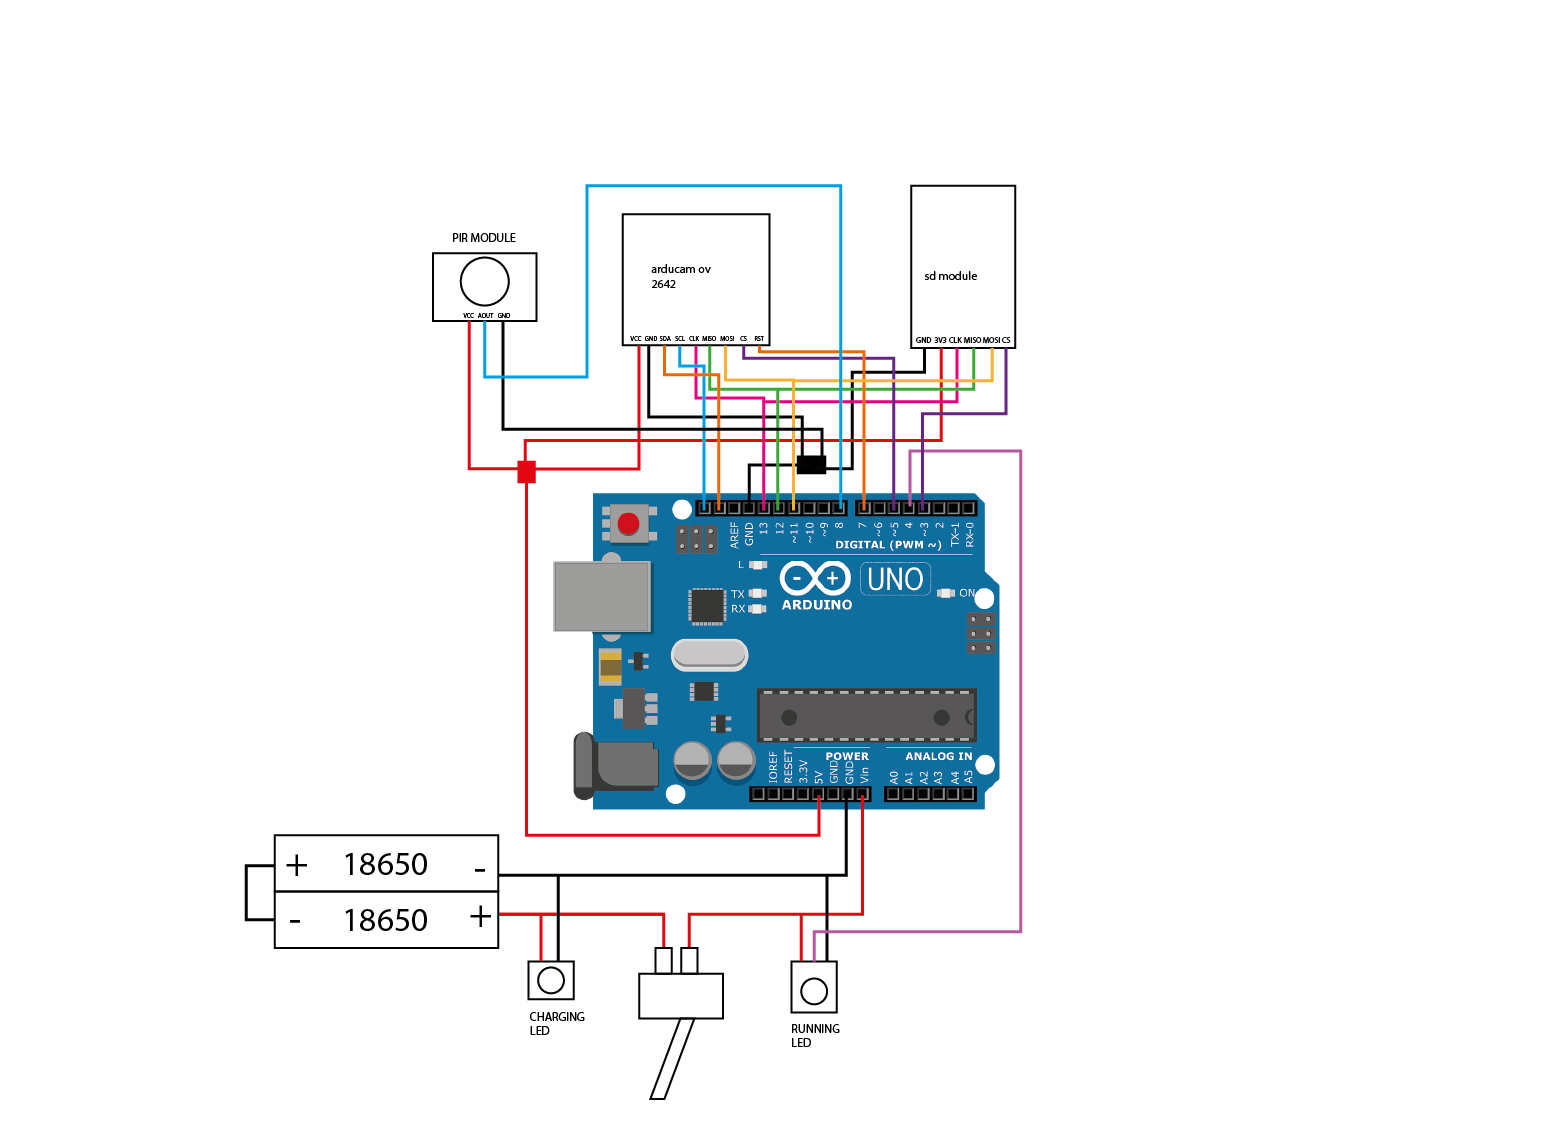 PIR MODULE
VCC AOUT GND
arducam ov
2642
VCC GND SDA SCL CLK MISO MOSI CS RST
sd module
GND 3V3 CLK MISO MOSI CS
AREF
GND
13
12
~11
~10
~9
8
7
~6
~5
4
~3
2
TX-1
RX-0
DIGITAL (PWM ~)
L
TX
RX
- +
ARDUINO
UNO
ON
POWER
ANALOG IN
IOREF
RESET
3.3V
5V
GND
GND
Vin
A0
A1
A2
A3
A4
A5
+ 18650 -
- 18650 +
CHARGING
LED
RUNNING
LED